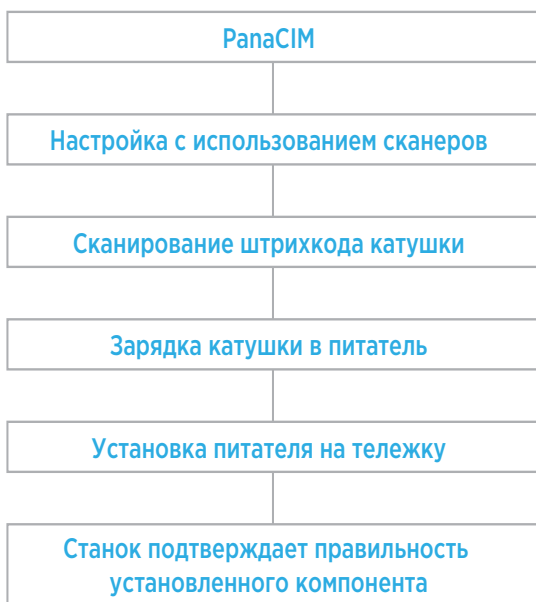 PanaCIM
Настройка с использованием сканеров
Сканирование штрихкода катушки
Зарядка катушки в питатель
Установка питателя на тележку
Станок подтверждает правильность
установленного компонента